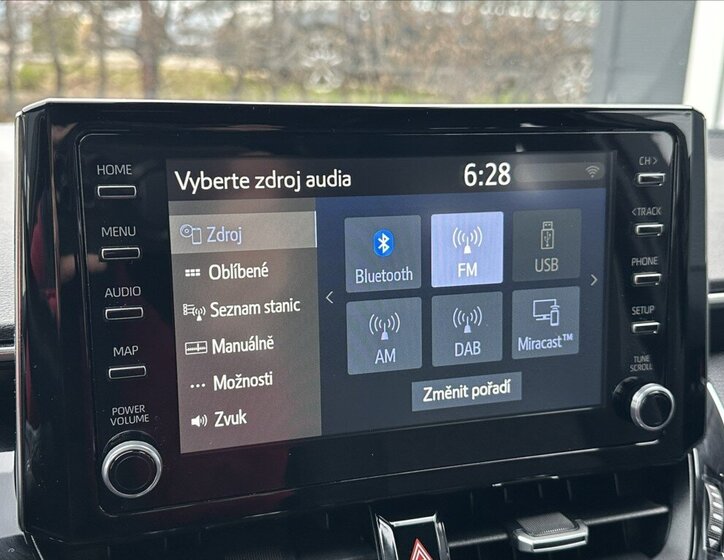 HOME
MENU
AUDIO
MAP
POWER
VOLUME
Vyberte zdroj audia
6:28
Zdroj
Oblíbené
Seznam stanic
Manuálně
Možnosti
Zvuk
Bluetooth
FM
USB
AM
DAB
Miracast™
Změnit pořadí
CH >
< TRACK
PHONE
SETUP
TUNE
SCROLL